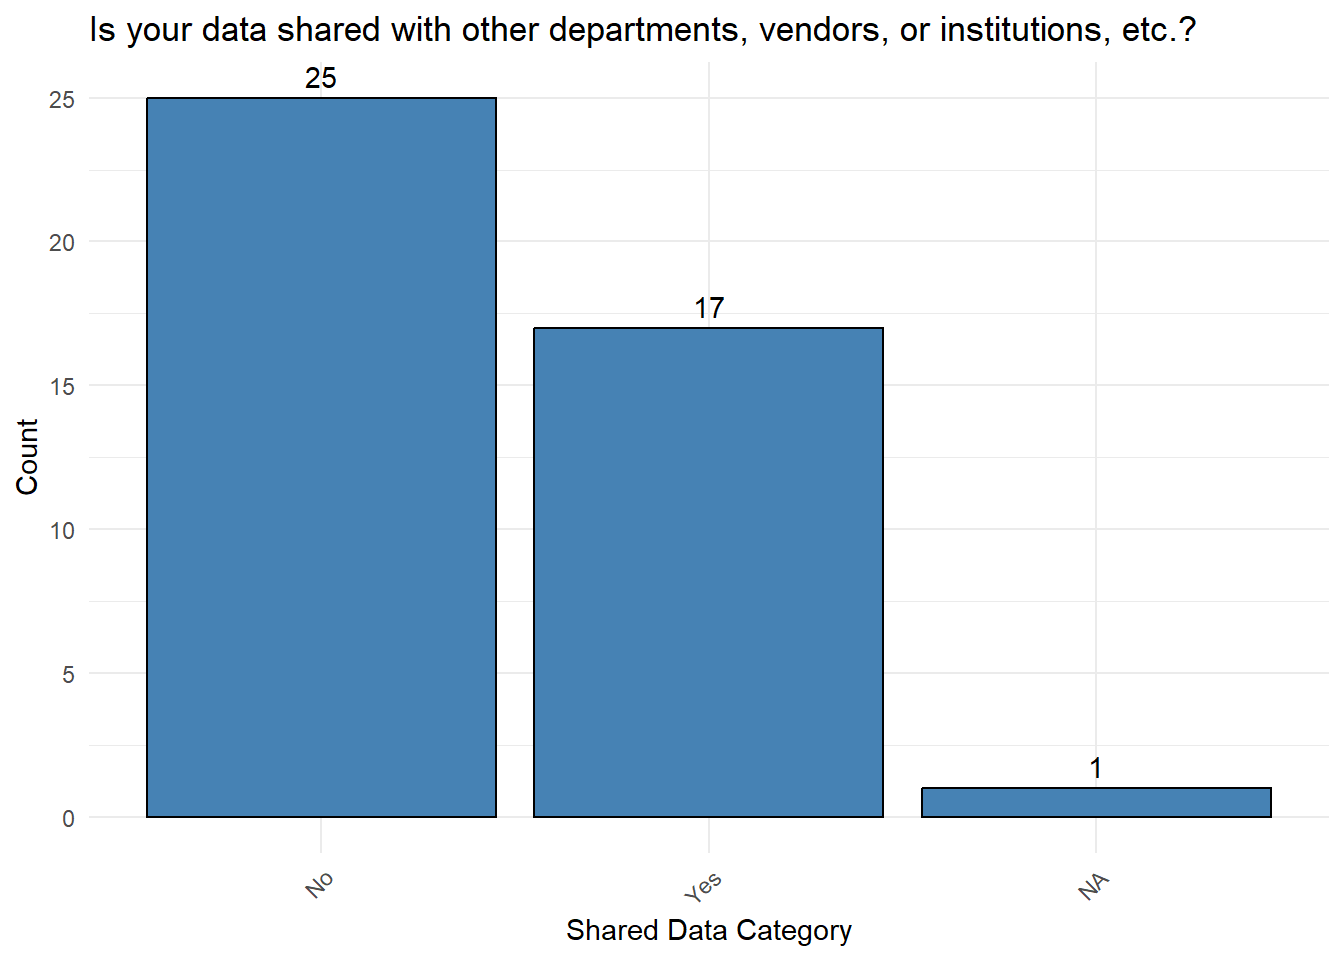 Is your data shared with other departments, vendors, or institutions, etc.?
25
17
1
25
20
15
10
5
0
Count
No
Yes
NA
Shared Data Category